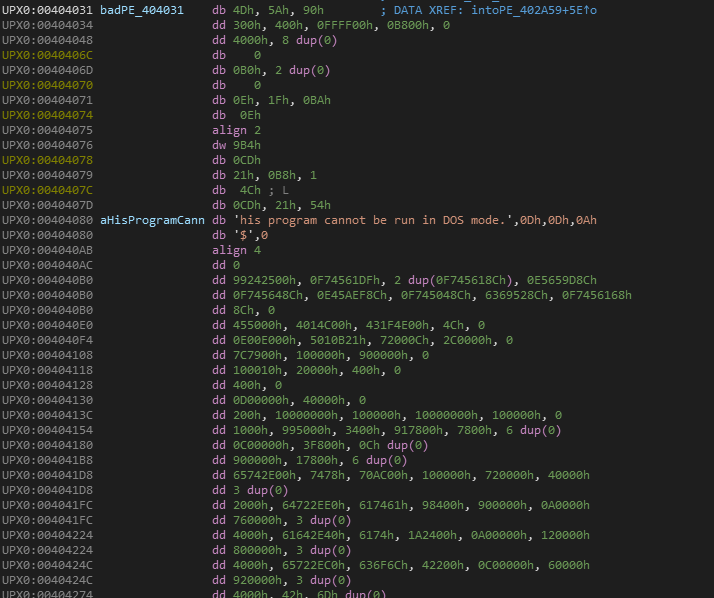 UPX0:00404031 badPE_404031 db 4Dh, 5Ah, 90h ; DATA XREF: intoPE_402A59+5E↑o
UPX0:00404034 dd 300h, 400h, 0FFFF00h, 0B800h, 0
UPX0:00404048 dd 4000h, 8 dup(0)
UPX0:0040406C db 0
UPX0:0040406D db 0B0h, 2 dup(0)
UPX0:00404070 db 0
UPX0:00404071 db 0Eh, 1Fh, 0BAh
UPX0:00404074 db 0Eh
UPX0:00404075 align 2
UPX0:00404076 dw 9B4h
UPX0:00404078 db 0CDh
UPX0:00404079 db 21h, 0B8h, 1
UPX0:0040407C db 4Ch ; L
UPX0:0040407D db 0CDh, 21h, 54h
UPX0:00404080 aHisProgramCann db 'his program cannot be run in DOS mode.',0Dh,0Dh,0Ah
UPX0:00404080 db '$',0
UPX0:004040AB align 4
UPX0:004040AC dd 0
UPX0:004040B0 dd 99242500h, 0F74561DFh, 2 dup(0F745618Ch), 0E5659D8Ch
UPX0:004040B0 dd 0F745648Ch, 0E45AEF8Ch, 0F745048Ch, 6369528Ch, 0F7456168h
UPX0:004040B0 dd 8Ch, 0
UPX0:004040E0 dd 455000h, 4014C00h, 431F4E00h, 4Ch, 0
UPX0:004040F4 dd 0E00E000h, 5010B21h, 72000Ch, 2C0000h, 0
UPX0:00404108 dd 7C7900h, 100000h, 900000h, 0
UPX0:00404118 dd 100010h, 20000h, 400h, 0
UPX0:00404128 dd 400h, 0
UPX0:00404130 dd 0D00000h, 40000h, 0
UPX0:0040413C dd 200h, 10000000h, 100000h, 10000000h, 100000h, 0
UPX0:00404154 dd 1000h, 995000h, 3400h, 917800h, 7800h, 6 dup(0)
UPX0:00404180 dd 0C00000h, 3F800h, 0Ch dup(0)
UPX0:004041B8 dd 900000h, 17800h, 6 dup(0)
UPX0:004041D8 dd 65742E00h, 7478h, 70AC00h, 100000h, 720000h, 40000h
UPX0:004041D8 dd 3 dup(0)
UPX0:004041FC dd 2000h, 64722EE0h, 617461h, 98400h, 900000h, 0A0000h
UPX0:004041FC dd 760000h, 3 dup(0)
UPX0:00404224 dd 4000h, 61642E40h, 6174h, 1A2400h, 0A00000h, 120000h
UPX0:00404224 dd 800000h, 3 dup(0)
UPX0:0040424C dd 4000h, 65722EC0h, 636F6Ch, 42200h, 0C00000h, 60000h
UPX0:0040424C dd 920000h, 3 dup(0)
UPX0:00404274 dd 4000h, 42h, 6Dh dup(0)